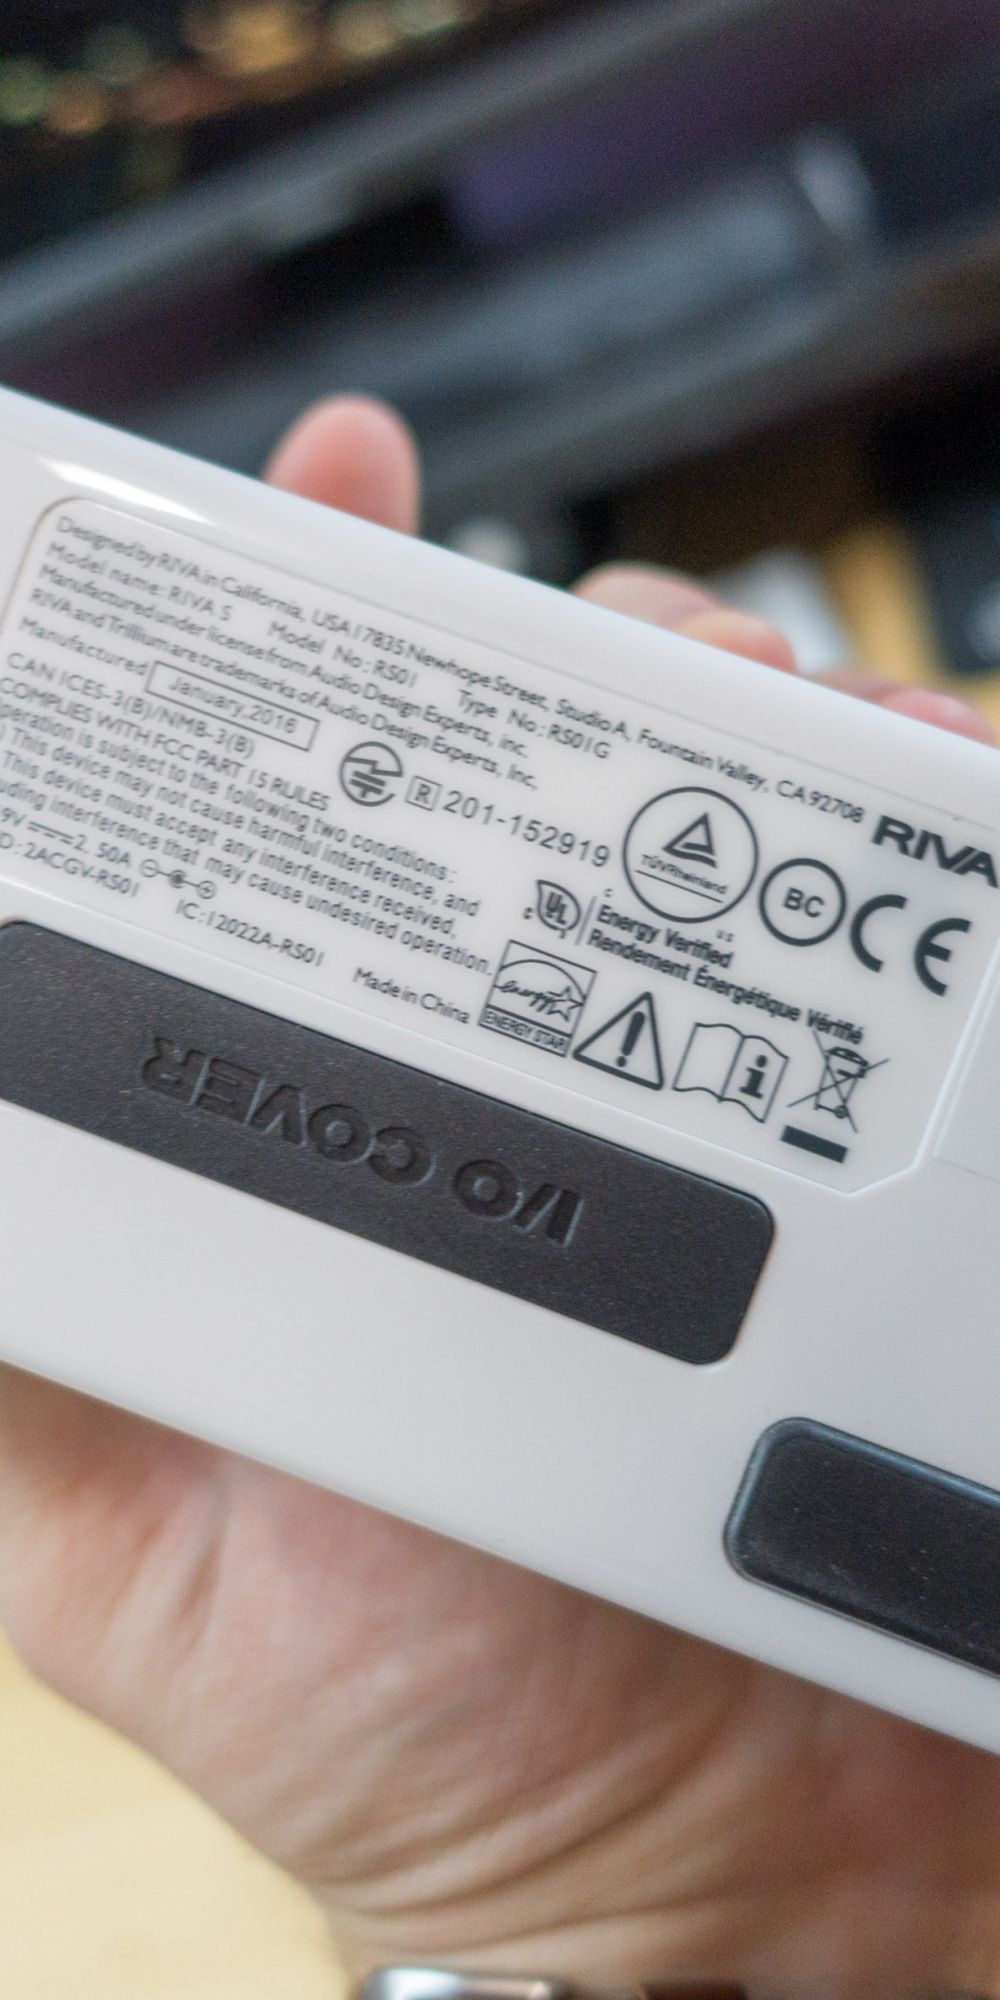 Designed by RIVA in California, USA 17835 Newhope Street, Studio A, Fountain Valley, CA 92708
RIVA
Model name: RIVA S Model No: RS01 Type No: RS01G
Manufactured under license from Audio Design Experts, inc.
RIVA and Trillium are trademarks of Audio Design Experts, Inc,
Manufactured January,2016
CAN ICES-3(B)/NMB-3(B)
COMPLIES WITH FCC PART 15 RULES
R 201-152919
TÜVRheinland
BC
CE
Operation is subject to the following two conditions:
) This device may not cause harmful interference, and
This device must accept any interference received,
uding interference that may cause undesired operation.
9V 2.50A
D:2ACGV-RS01 IC:12022A-RS01 Made in China
c UL us
Energy Verified
Rendement Énergétique Vérifié
energy
ENERGY STAR
I/O COVER